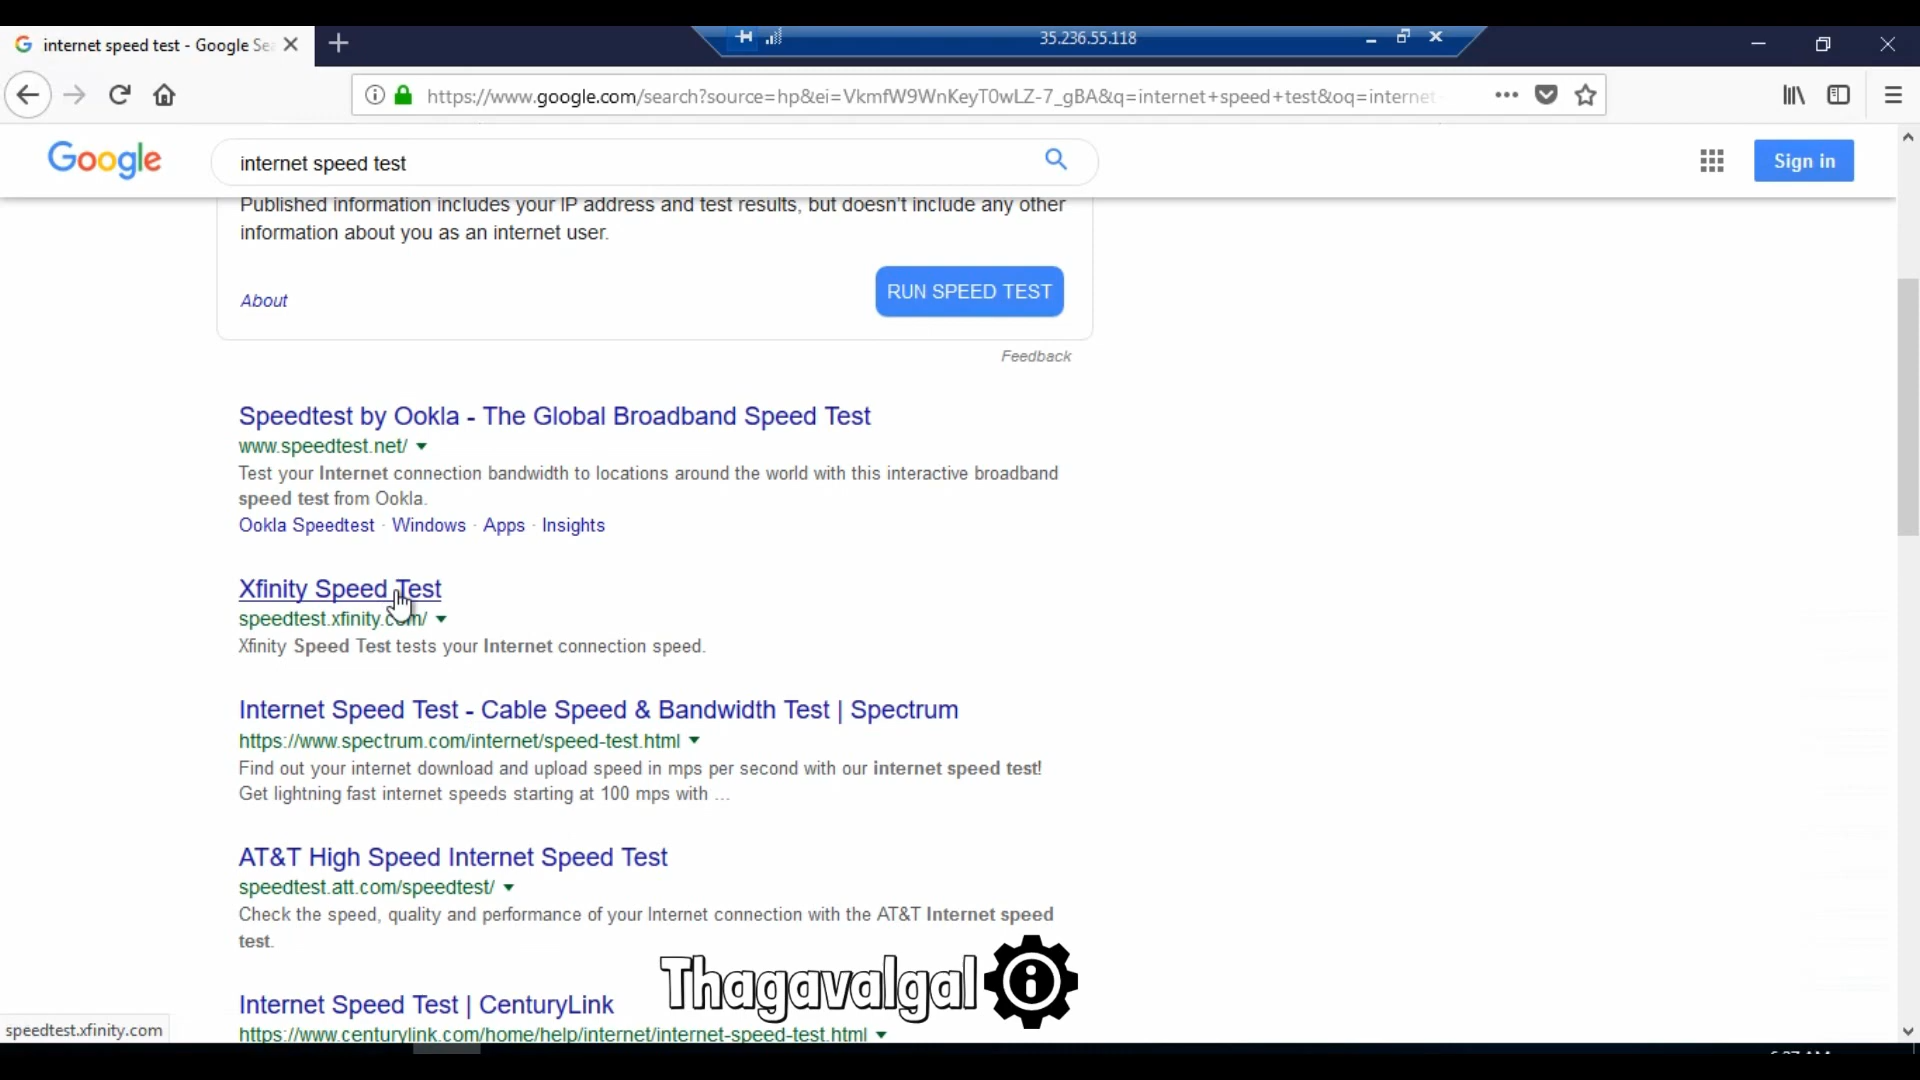 internet speed test - Google Se
35.236.55.118
https://www.google.com/search?source=hp&ei=VkmfW9WnKeyT0wLZ-7_gBA&q=internet+speed+test&oq=internet
Google
internet speed test
Sign in
Published information includes your IP address and test results, but doesn't include any other
information about you as an internet user.
About
RUN SPEED TEST
Feedback
Speedtest by Ookla - The Global Broadband Speed Test
www.speedtest.net/
Test your Internet connection bandwidth to locations around the world with this interactive broadband
speed test from Ookla.
Ookla Speedtest · Windows · Apps · Insights
Xfinity Speed Test
speedtest.xfinity.com/
Xfinity Speed Test tests your Internet connection speed.
Internet Speed Test - Cable Speed & Bandwidth Test | Spectrum
https://www.spectrum.com/internet/speed-test.html
Find out your internet download and upload speed in mps per second with our internet speed test!
Get lightning fast internet speeds starting at 100 mps with ...
AT&T High Speed Internet Speed Test
speedtest.att.com/speedtest/
Check the speed, quality and performance of your Internet connection with the AT&T Internet speed
test.
Thagavalgal i
Internet Speed Test | CenturyLink
https://www.centurylink.com/home/help/internet/internet-speed-test.html
speedtest.xfinity.com